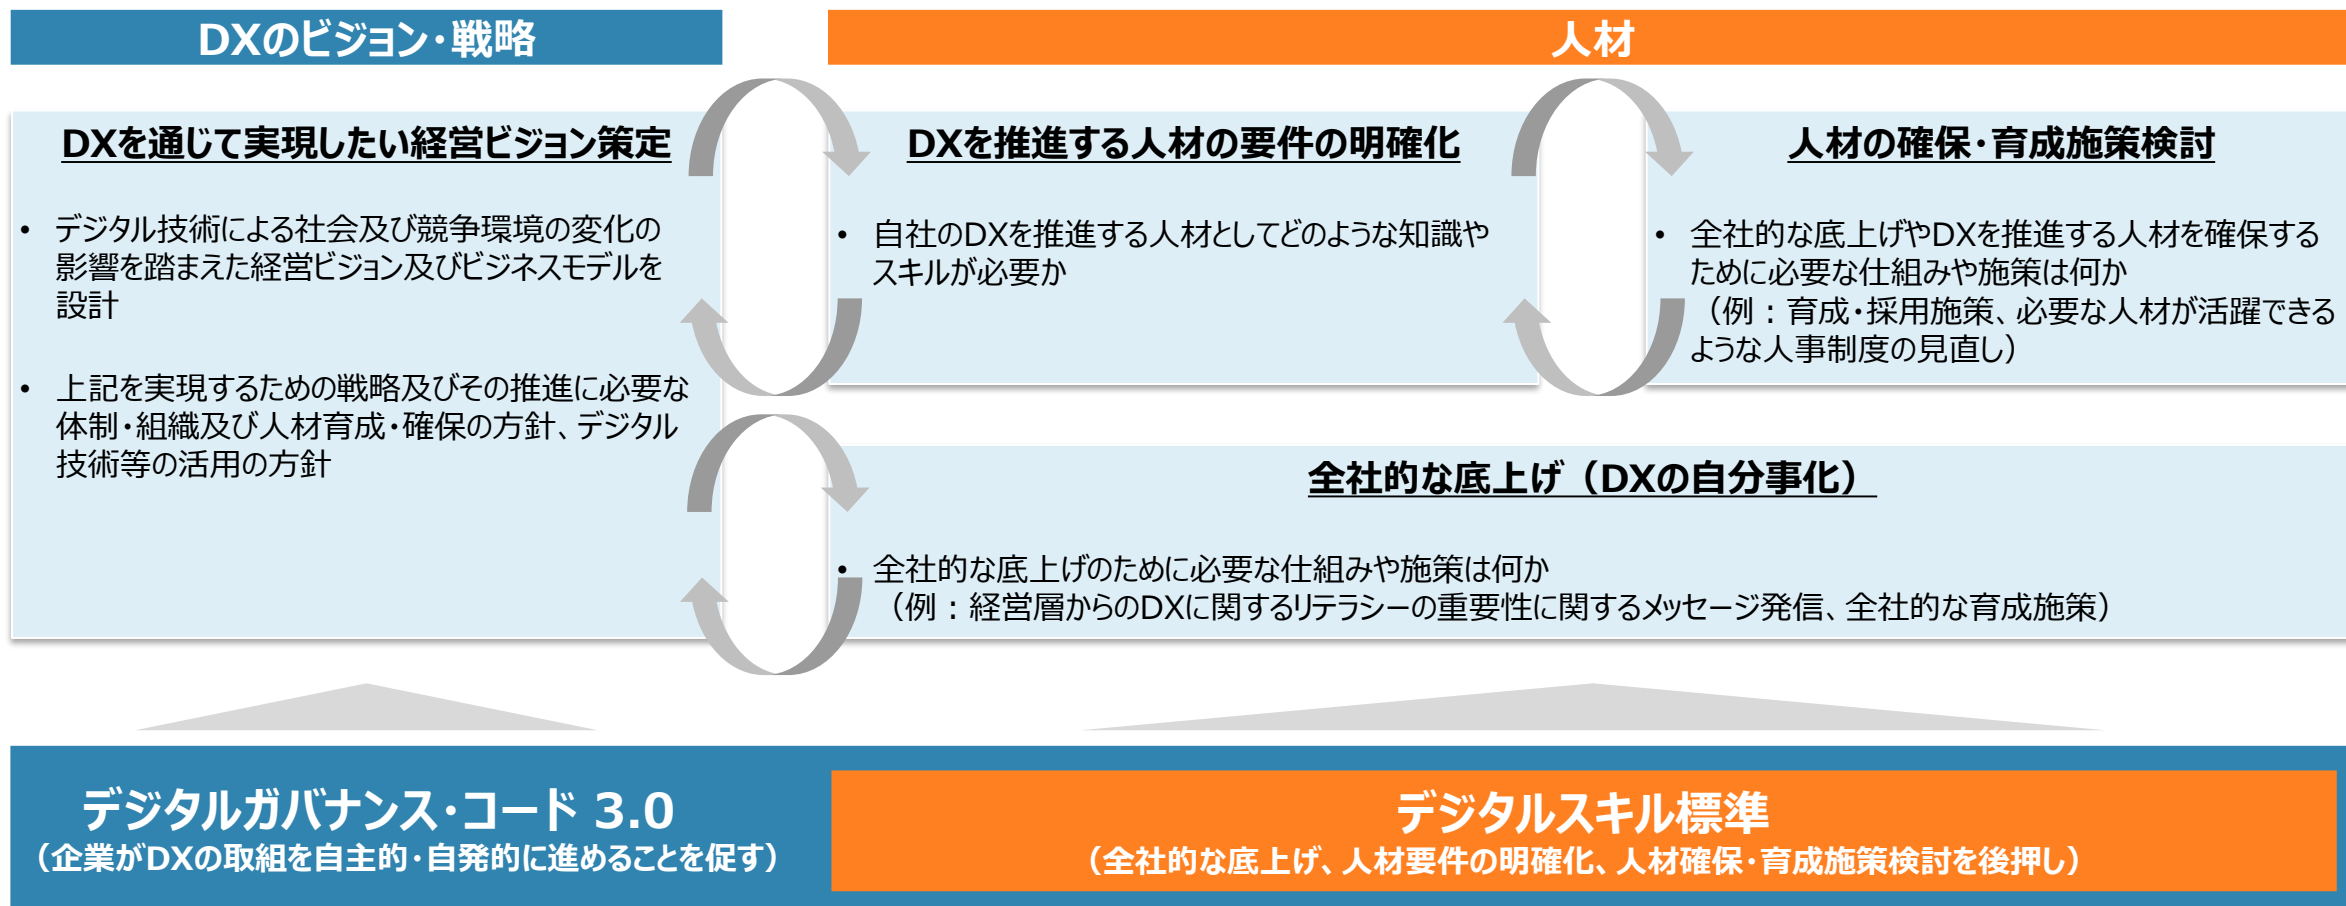 DXのビジョン・戦略
人材
DXを通じて実現したい経営ビジョン策定
• デジタル技術による社会及び競争環境の変化の
影響を踏まえた経営ビジョン及びビジネスモデルを
設計
• 上記を実現するための戦略及びその推進に必要な
体制・組織及び人材育成・確保の方針、デジタル
技術等の活用の方針
DXを推進する人材の要件の明確化
• 自社のDXを推進する人材としてどのような知識や
スキルが必要か
人材の確保・育成施策検討
• 全社的な底上げやDXを推進する人材を確保する
ために必要な仕組みや施策は何か
（例：育成・採用施策、必要な人材が活躍できる
ような人事制度の見直し）
全社的な底上げ（DXの自分事化）
• 全社的な底上げのために必要な仕組みや施策は何か
（例：経営層からのDXに関するリテラシーの重要性に関するメッセージ発信、全社的な育成施策）
デジタルガバナンス・コード 3.0
（企業がDXの取組を自主的・自発的に進めることを促す）
デジタルスキル標準
（全社的な底上げ、人材要件の明確化、人材確保・育成施策検討を後押し）